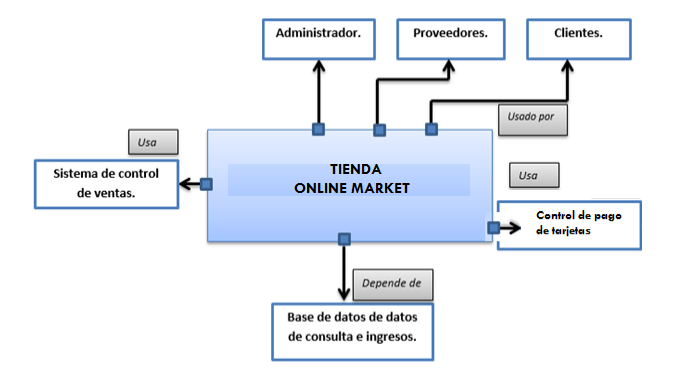 Administrador.
Proveedores.
Clientes.
Usado por
Usa
Sistema de control
de ventas.
TIENDA
ONLINE MARKET
Usa
Control de pago
de tarjetas
Depende de
Base de datos de datos
de consulta e ingresos.